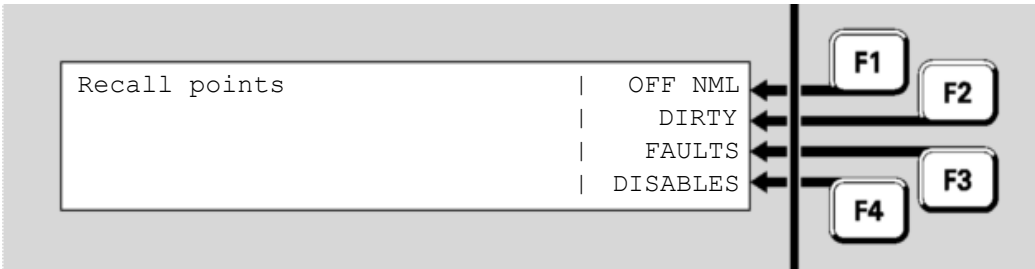 Recall points | OFF NML
| DIRTY
| FAULTS
| DISABLES
F1
F2
F3
F4